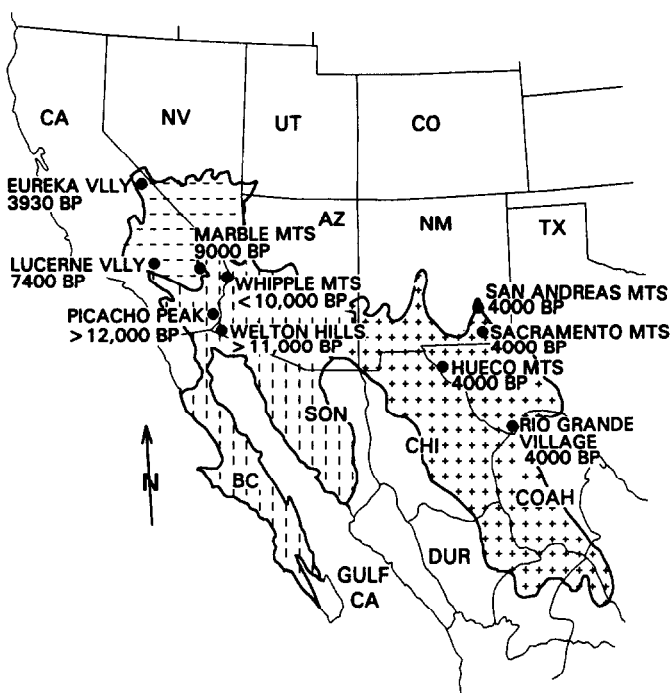 CA
NV
UT
CO
EUREKA VLLY
3930 BP
AZ
NM
TX
MARBLE MTS
9000 BP
LUCERNE VLLY
7400 BP
WHIPPLE MTS
<10,000 BP
SAN ANDREAS MTS
4000 BP
PICACHO PEAK
>12,000 BP
WELTON HILLS
>11,000 BP
SACRAMENTO MTS
4000 BP
HUECO MTS
4000 BP
SON
CHI
RIO GRANDE
VILLAGE
4000 BP
N
BC
COAH
DUR
GULF
CA